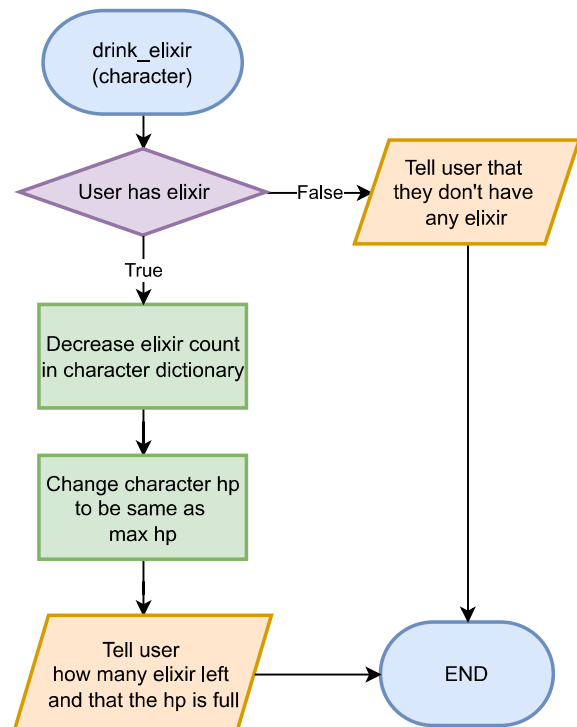 drink_elixir
(character)
User has elixir
False
Tell user that
they don't have
any elixir
True
Decrease elixir count
in character dictionary
Change character hp
to be same as
max hp
Tell user
how many elixir left
and that the hp is full
END